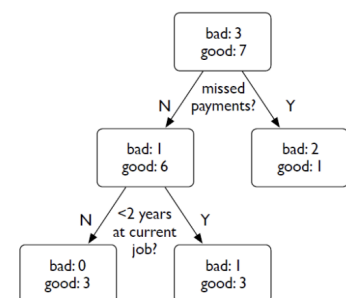 bad: 3
good: 7
missed
payments?
N
Y
bad: 1
good: 6
bad: 2
good: 1
<2 years
at current
job?
N
Y
bad: 0
good: 3
bad: 1
good: 3